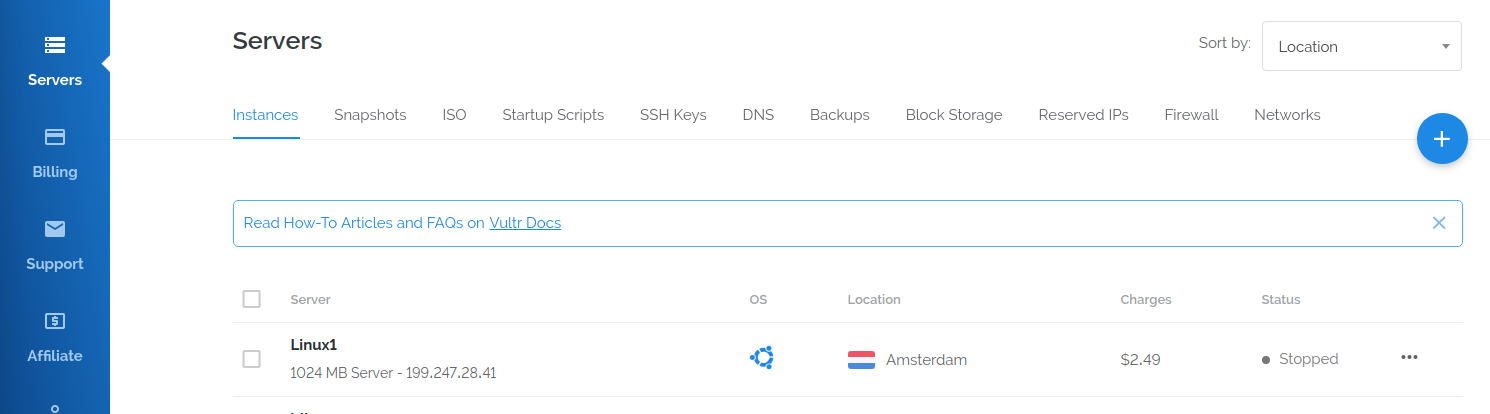 Servers
Billing
Support
Affiliate
Servers
Sort by: Location
Instances Snapshots ISO Startup Scripts SSH Keys DNS Backups Block Storage Reserved IPs Firewall Networks
Read How-To Articles and FAQs on Vultr Docs
Server OS Location Charges Status
Linux1
1024 MB Server - 199.247.28.41
Amsterdam $2.49 Stopped